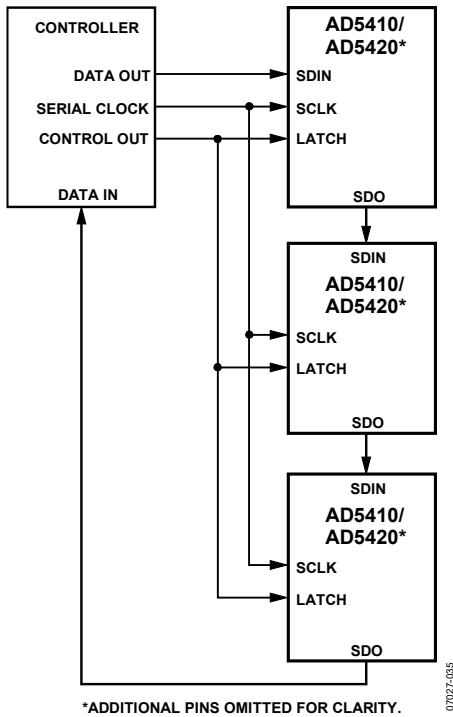 CONTROLLER
DATA OUT
SERIAL CLOCK
CONTROL OUT
DATA IN
AD5410/
AD5420*
SDIN
SCLK
LATCH
SDO
SDIN
AD5410/
AD5420*
SCLK
LATCH
SDO
SDIN
AD5410/
AD5420*
SCLK
LATCH
SDO
*ADDITIONAL PINS OMITTED FOR CLARITY.
07027-035